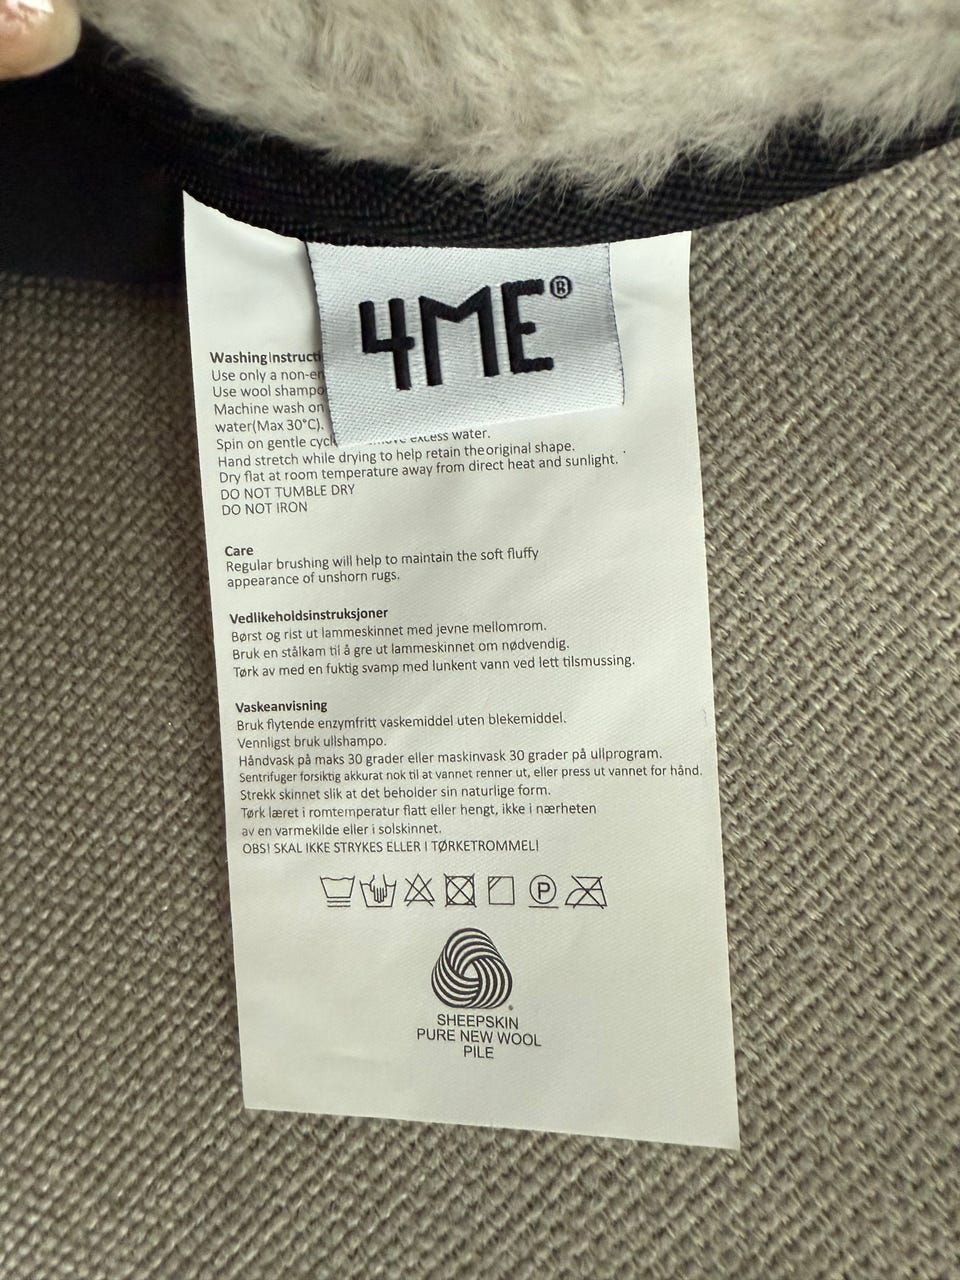 4ME®
Washing Instructi
Use only a non-en
Use wool shampo
Machine wash on
water(Max 30°C).
Spin on gentle cycl excess water.
Hand stretch while drying to help retain the original shape.
Dry flat at room temperature away from direct heat and sunlight.
DO NOT TUMBLE DRY
DO NOT IRON
Care
Regular brushing will help to maintain the soft fluffy
appearance of unshorn rugs.
Vedlikeholdsinstruksjoner
Børst og rist ut lammeskinnet med jevne mellomrom.
Bruk en stålkam til å gre ut lammeskinnet om nødvendig.
Tørk av med en fuktig svamp med lunkent vann ved lett tilsmussing.
Vaskeanvisning
Bruk flytende enzymfritt vaskemiddel uten blekemiddel.
Vennligst bruk ullshampo.
Håndvask på maks 30 grader eller maskinvask 30 grader på ullprogram.
Sentrifuger forsiktig akkurat nok til at vannet renner ut, eller press ut vannet for hånd.
Strekk skinnet slik at det beholder sin naturlige form.
Tørk læret i romtemperatur flatt eller hengt, ikke i nærheten
av en varmekilde eller i solskinnet.
OBS! SKAL IKKE STRYKES ELLER I TØRKETROMMEL!
P
SHEEPSKIN
PURE NEW WOOL
PILE